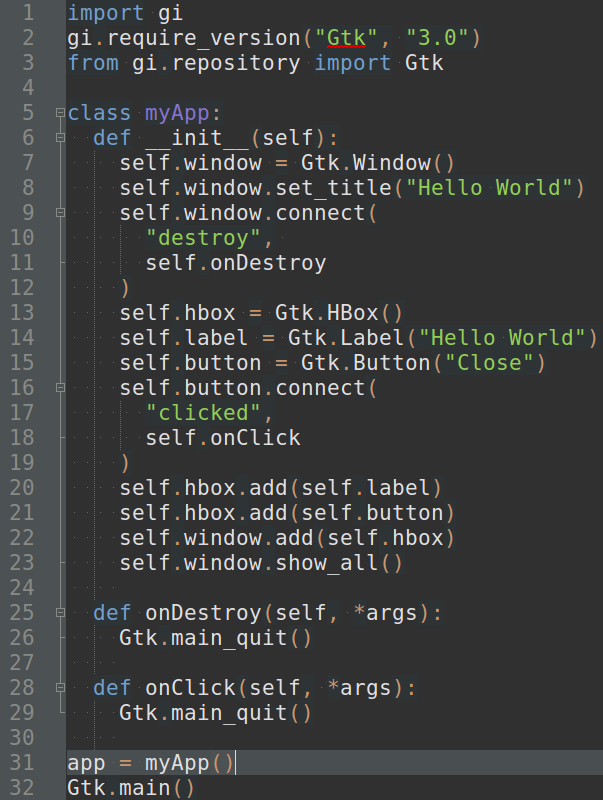 1 import gi
2 gi.require_version("Gtk", "3.0")
3 from gi.repository import Gtk
4
5 class myApp:
6   def __init__(self):
7     self.window = Gtk.Window()
8     self.window.set_title("Hello World")
9     self.window.connect(
10       "destroy",
11       self.onDestroy
12     )
13     self.hbox = Gtk.HBox()
14     self.label = Gtk.Label("Hello World")
15     self.button = Gtk.Button("Close")
16     self.button.connect(
17       "clicked",
18       self.onClick
19     )
20     self.hbox.add(self.label)
21     self.hbox.add(self.button)
22     self.window.add(self.hbox)
23     self.window.show_all()
24
25   def onDestroy(self, *args):
26     Gtk.main_quit()
27
28   def onClick(self, *args):
29     Gtk.main_quit()
30
31 app = myApp()
32 Gtk.main()